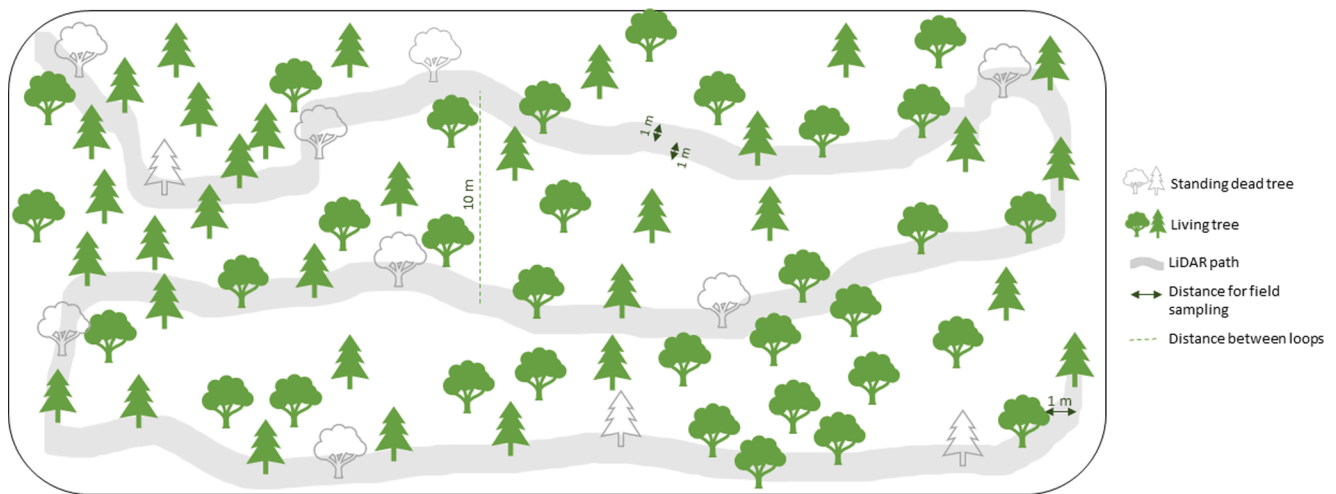 1 m
1 m
10 m
1 m
Standing dead tree
Living tree
LiDAR path
Distance for field
sampling
Distance between loops